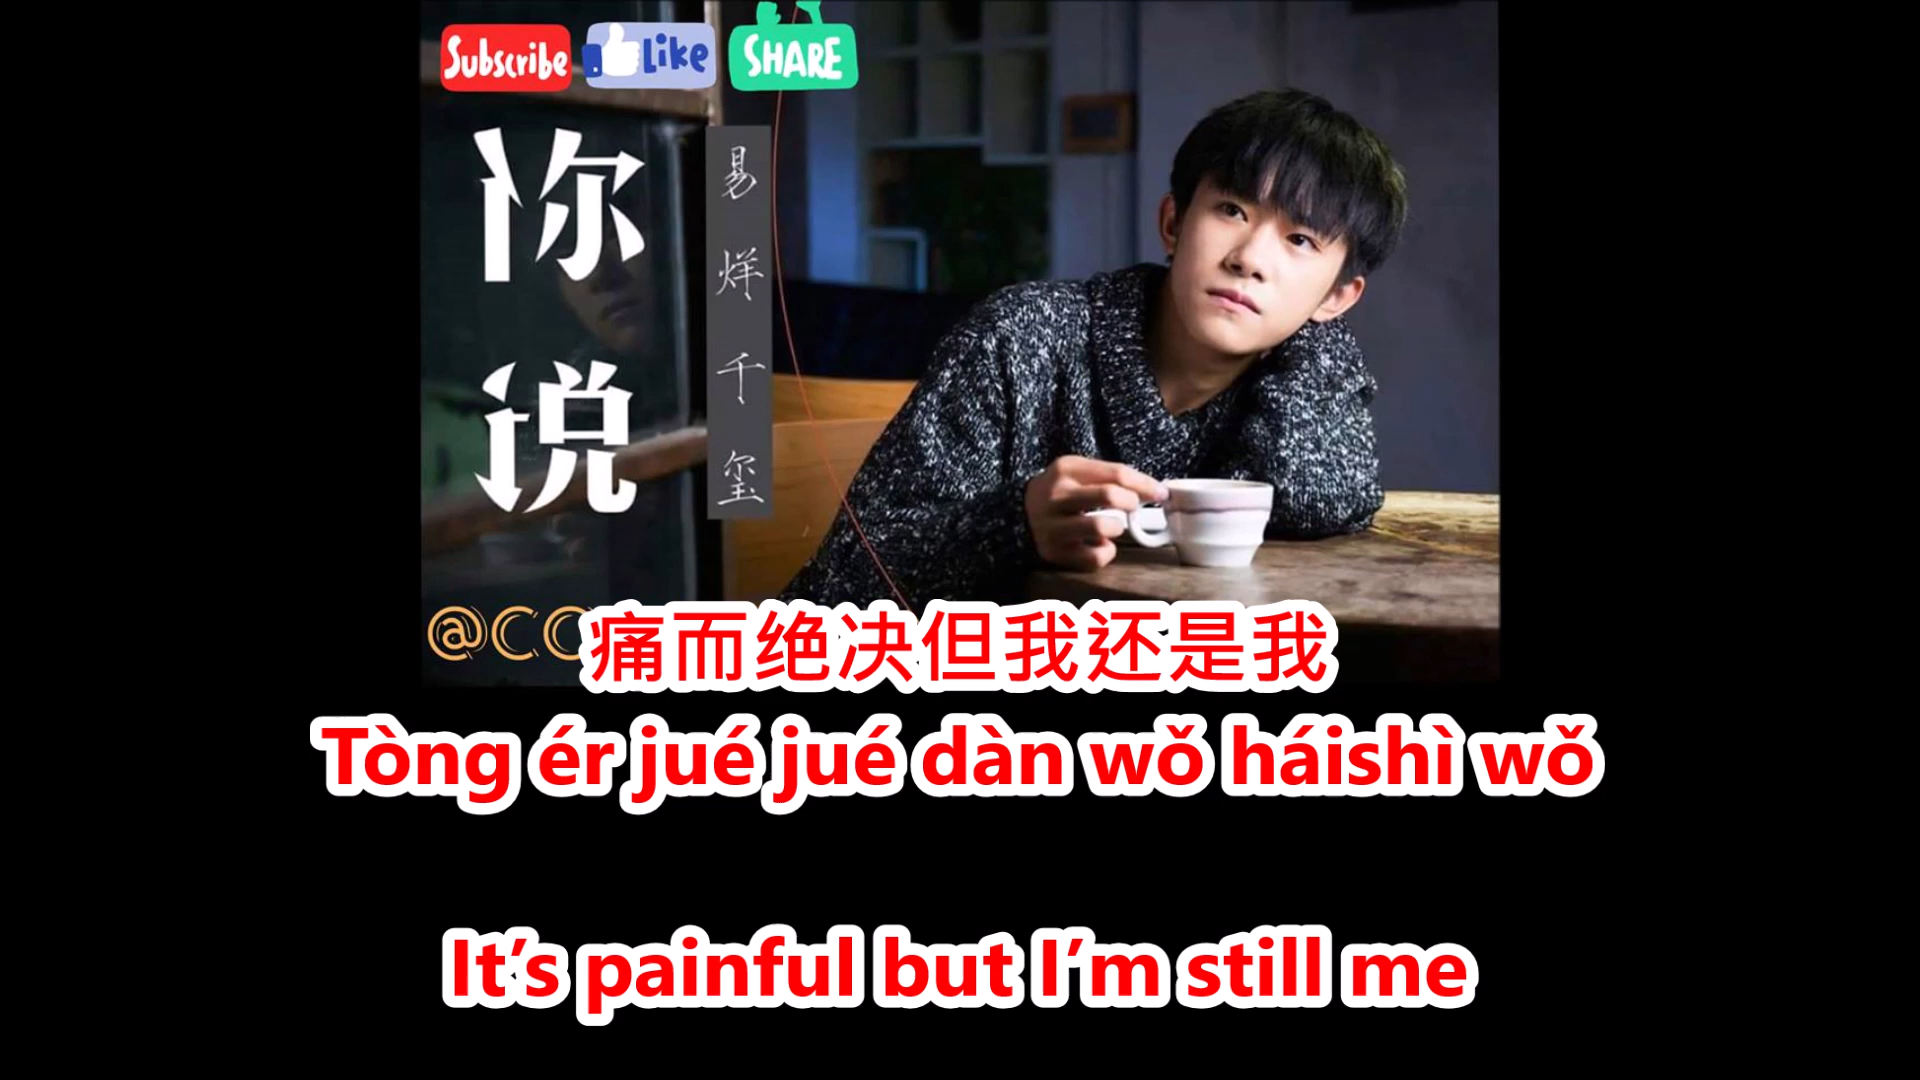 Subscribe
Like
SHARE
你说
易烊千玺
@CO
痛而绝决但我还是我
Tòng ér jué jué dàn wǒ háishì wǒ
It’s painful but I’m still me